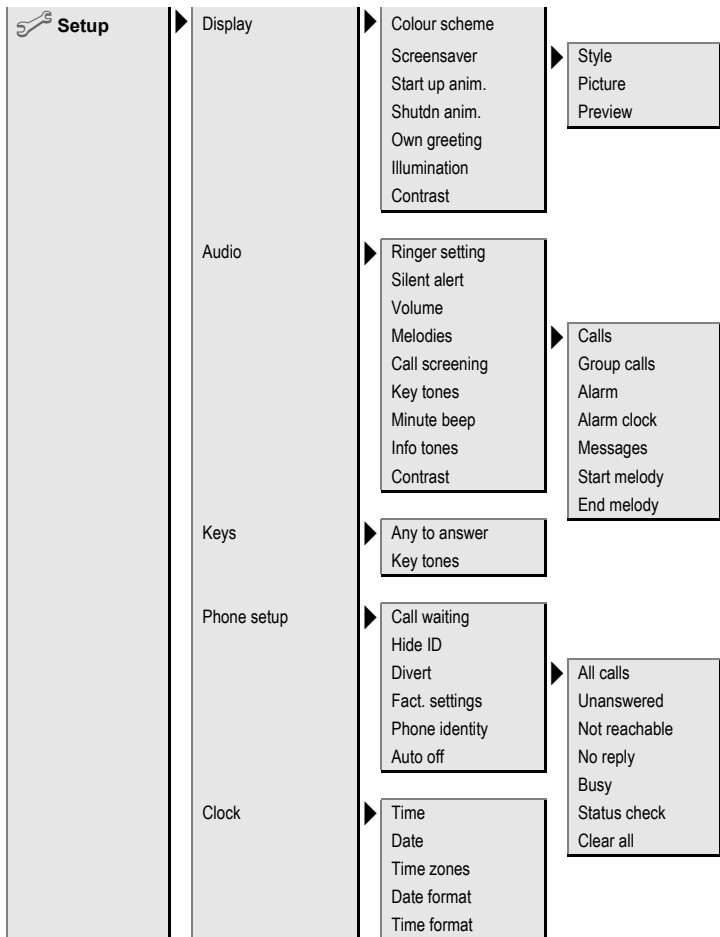 Setup
Display
Colour scheme
Screensaver
Start up anim.
Shutdn anim.
Own greeting
Illumination
Contrast
Style
Picture
Preview
Audio
Ringer setting
Silent alert
Volume
Melodies
Call screening
Key tones
Minute beep
Info tones
Contrast
Calls
Group calls
Alarm
Alarm clock
Messages
Start melody
End melody
Keys
Any to answer
Key tones
Phone setup
Call waiting
Hide ID
Divert
Fact. settings
Phone identity
Auto off
All calls
Unanswered
Not reachable
No reply
Busy
Status check
Clear all
Clock
Time
Date
Time zones
Date format
Time format